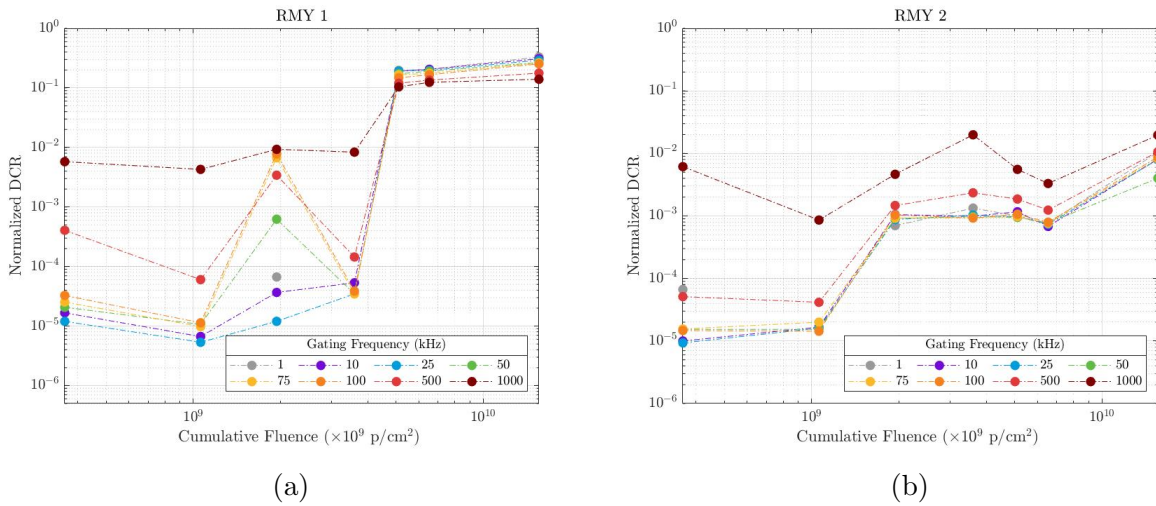 RMY 1
10^0
10^-1
10^-2
10^-3
10^-4
10^-5
10^-6
Normalized DCR
Gating Frequency (kHz)
1 10 25 50
75 100 500 1000
10^9 10^10
Cumulative Fluence (×10^9 p/cm^2)
(a)
RMY 2
10^0
10^-1
10^-2
10^-3
10^-4
10^-5
10^-6
Normalized DCR
Gating Frequency (kHz)
1 10 25 50
75 100 500 1000
10^9 10^10
Cumulative Fluence (×10^9 p/cm^2)
(b)